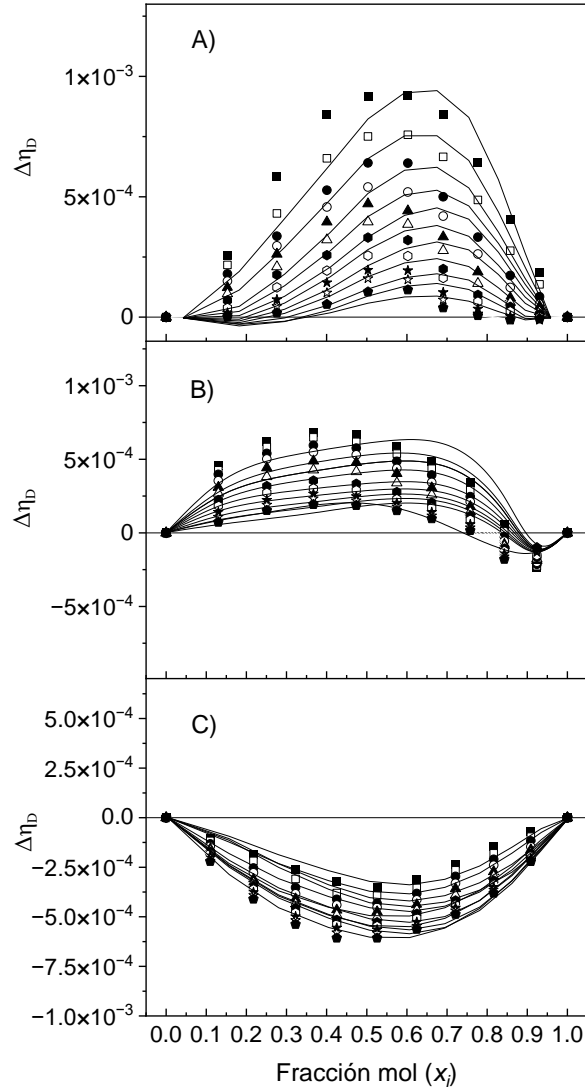 A)
1×10⁻³
5×10⁻⁴
0
Δη_D
B)
1×10⁻³
5×10⁻⁴
0
−5×10⁻⁴
Δη_D
C)
5.0×10⁻⁴
2.5×10⁻⁴
0.0
−2.5×10⁻⁴
−5.0×10⁻⁴
−7.5×10⁻⁴
−1.0×10⁻³
Δη_D
0.0 0.1 0.2 0.3 0.4 0.5 0.6 0.7 0.8 0.9 1.0
Fracción mol (x_i)